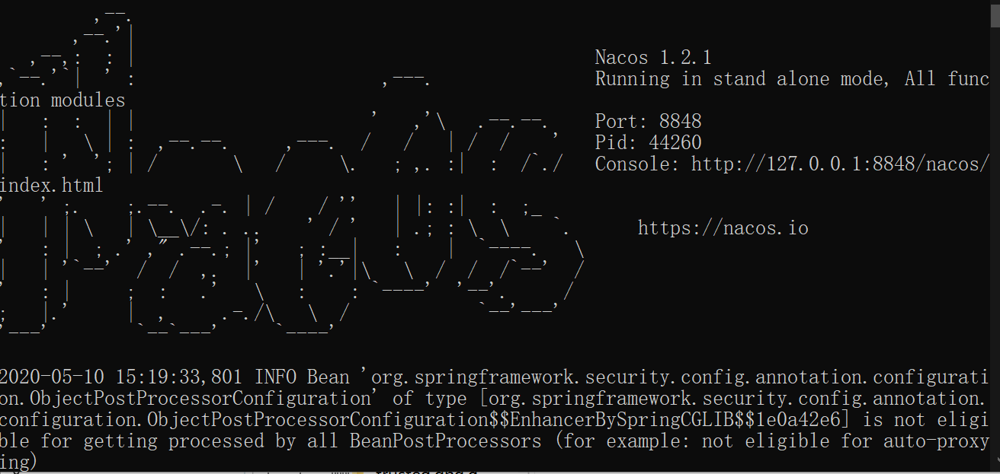 Nacos 1.2.1
Running in stand alone mode, All func
tion modules
Port: 8848
Pid: 44260
Console: http://127.0.0.1:8848/nacos/
index.html
https://nacos.io
2020-05-10 15:19:33,801 INFO Bean 'org.springframework.security.config.annotation.configurati
on.ObjectPostProcessorConfiguration' of type [org.springframework.security.config.annotation.
configuration.ObjectPostProcessorConfiguration$$EnhancerBySpringCGLIB$$1e0a42e6] is not eligi
ble for getting processed by all BeanPostProcessors (for example: not eligible for auto-proxy
ing)